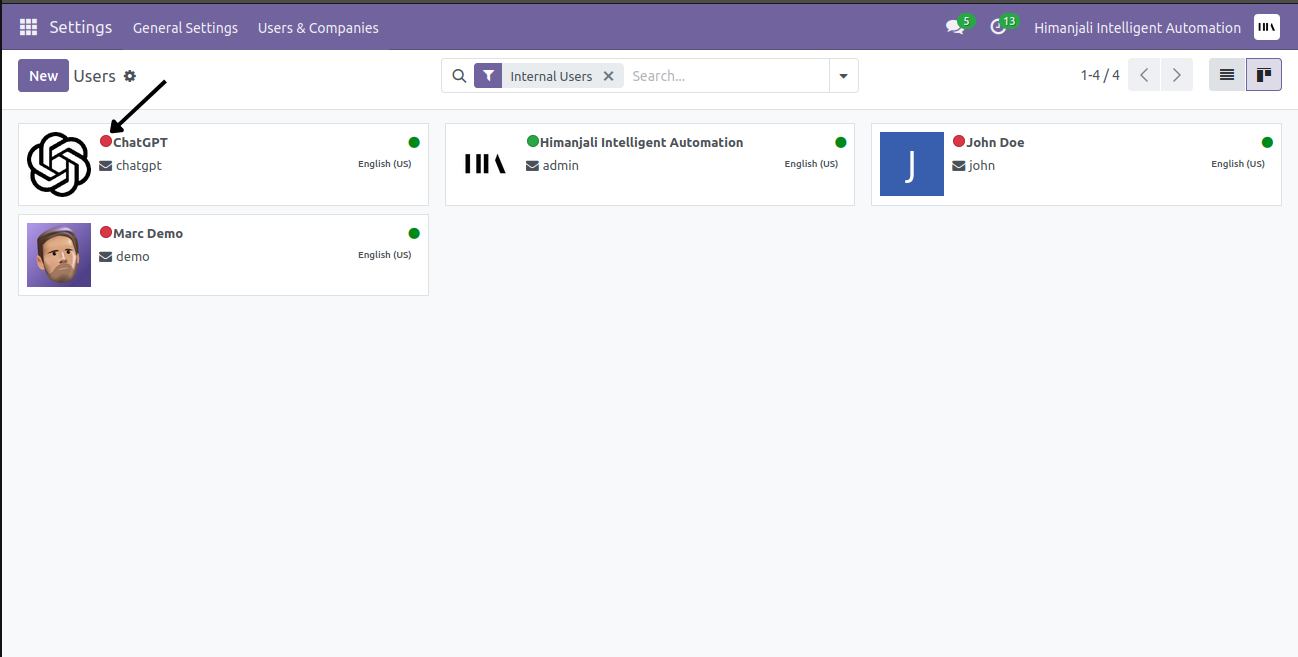 Settings General Settings Users & Companies 5 13 Himanjali Intelligent Automation
New Users Internal Users Search... 1-4 / 4
ChatGPT
chatgpt English (US)
Himanjali Intelligent Automation
admin English (US)
J
John Doe
john English (US)
Marc Demo
demo English (US)